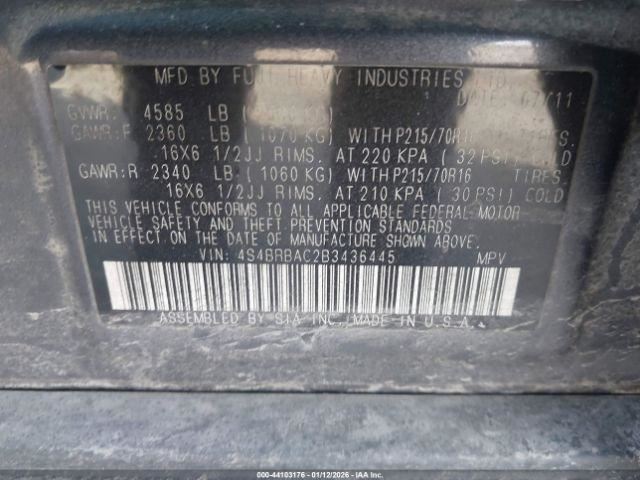 MFD BY FUJI HEAVY INDUSTRIES LTD.
DATE: 07/11
GVWR: 4585 LB
GAWR:F 2360 LB ( 1070 KG) WITH P215/70R16 TIRES.
16X6 1/2JJ RIMS. AT 220 KPA ( 32 PSI) COLD
GAWR:R 2340 LB. ( 1060 KG) WITH P215/70R16 TIRES.
16X6 1/2JJ RIMS. AT 210 KPA ( 30 PSI) COLD
THIS VEHICLE CONFORMS TO ALL APPLICABLE FEDERAL MOTOR
VEHICLE SAFETY AND THEFT PREVENTION STANDARDS
IN EFFECT ON THE DATE OF MANUFACTURE SHOWN ABOVE.
VIN: 4S4BRBAC2B3436445 MPV
ASSEMBLED BY SIA INC. MADE IN U.S.A.
000-44103176 - 01/12/2026 - IAAHC